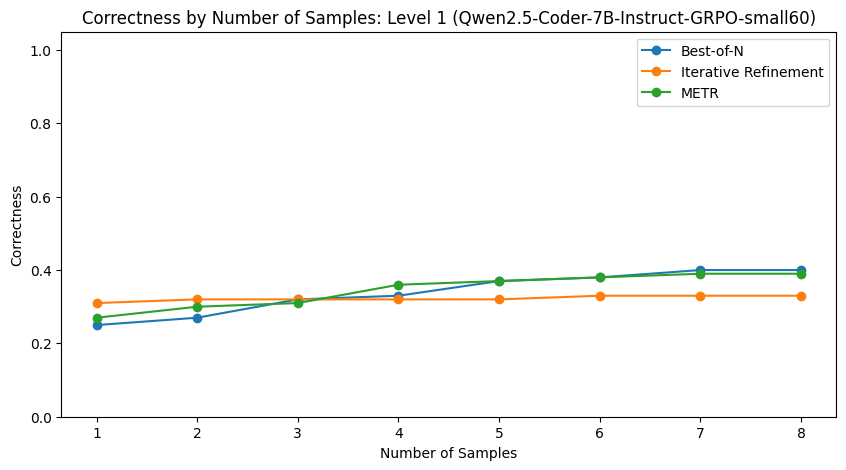 Correctness by Number of Samples: Level 1 (Qwen2.5-Coder-7B-Instruct-GRPO-small60)
Best-of-N
Iterative Refinement
METR
Correctness
1.0
0.8
0.6
0.4
0.2
0.0
1 2 3 4 5 6 7 8
Number of Samples